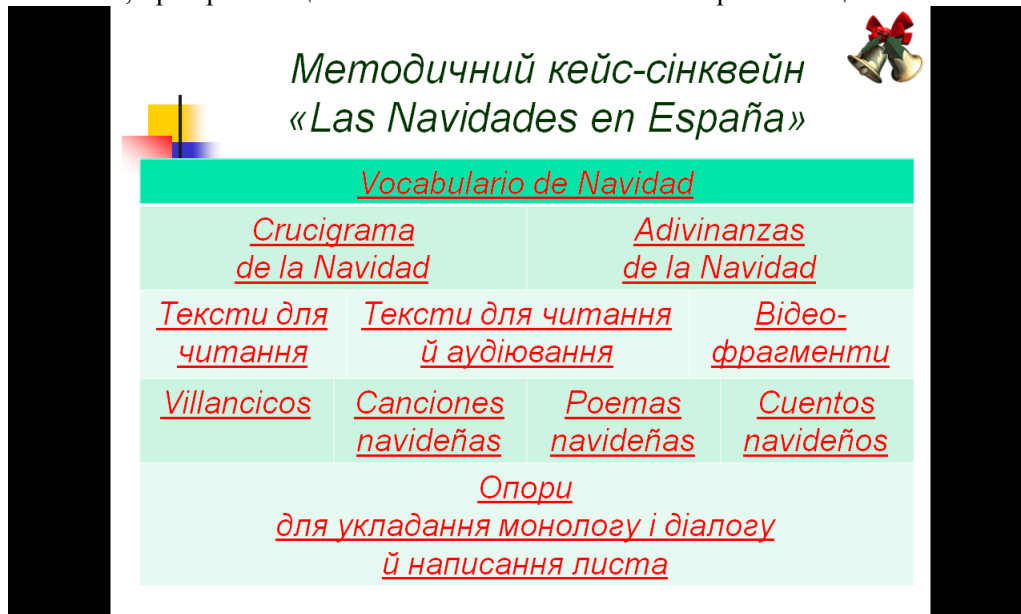 Методичний кейс-сінквейн
«Las Navidades en España»
Vocabulario de Navidad
Crucigrama
de la Navidad
Adivinanzas
de la Navidad
Тексти для
читання
Тексти для читання
й аудіювання
Відео-
фрагменти
Villancicos
Canciones
navideñas
Poemas
navideñas
Cuentos
navideños
Опори
для укладання монологу і діалогу
й написання листа